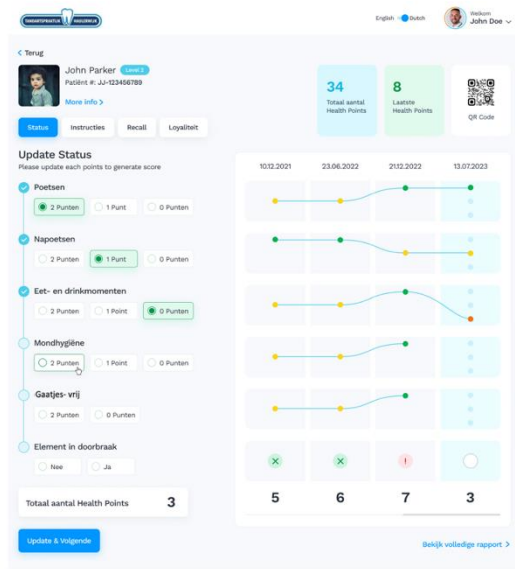 TANDARTSPRAKTIJK HAULERWIJK
English Dutch
Welkom
John Doe
< Terug
John Parker Level 2
Patiënt #: JJ-123456789
More info >
34
Totaal aantal
Health Points
8
Laatste
Health Points
QR Code
Status Instructies Recall Loyaliteit
Update Status
Please update each points to generate score
10.12.2021 23.06.2022 21.12.2022 13.07.2023
Poetsen
2 Punten 1 Punt 0 Punten
Napoetsen
2 Punten 1 Punt 0 Punten
Eet- en drinkmomenten
2 Punten 1 Point 0 Punten
Mondhygiëne
2 Punten 1 Point 0 Punten
Gaatjes- vrij
2 Punten 0 Punten
Element in doorbraak
Nee Ja
Totaal aantal Health Points 3
5 6 7 3
Update & Volgende
Bekijk volledige rapport >